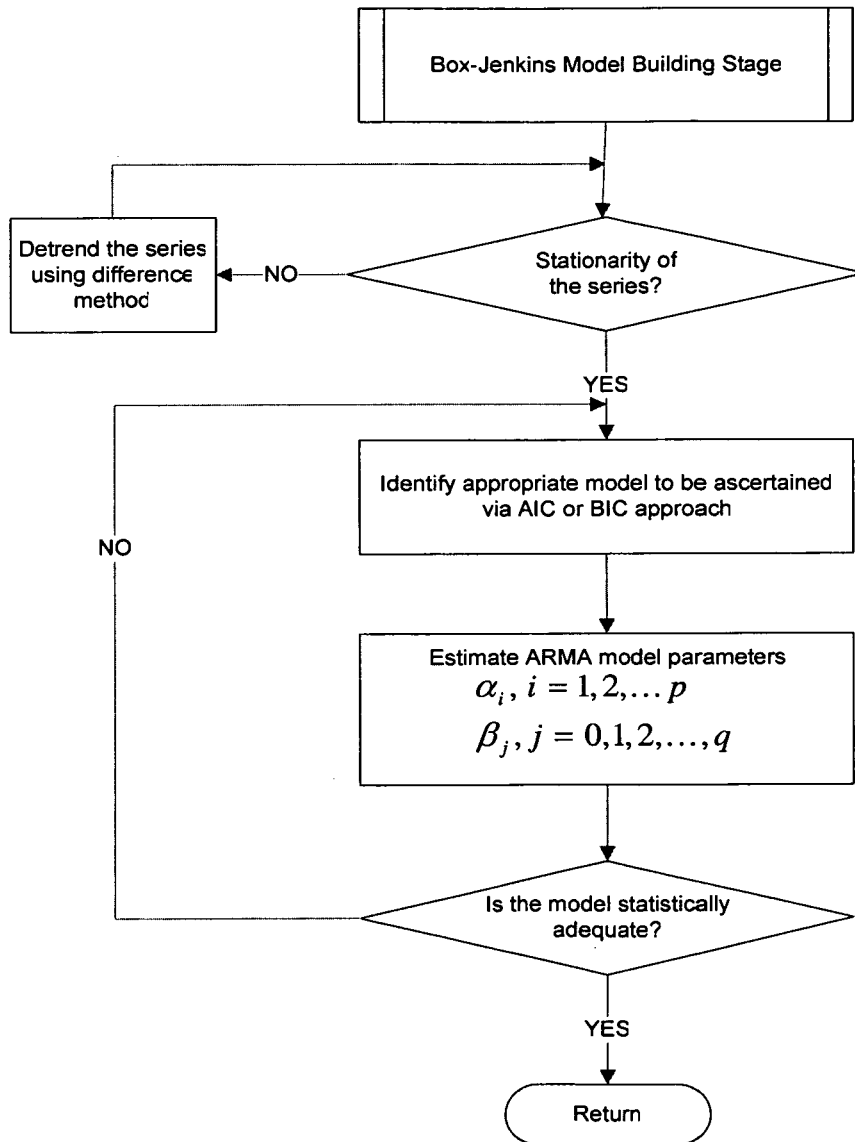 Box-Jenkins Model Building Stage
Detrend the series
using difference
method
NO
Stationarity of
the series?
YES
Identify appropriate model to be ascertained
via AIC or BIC approach
NO
Estimate ARMA model parameters
αᵢ, i = 1, 2, … p
βⱼ, j = 0, 1, 2, …, q
Is the model statistically
adequate?
YES
Return